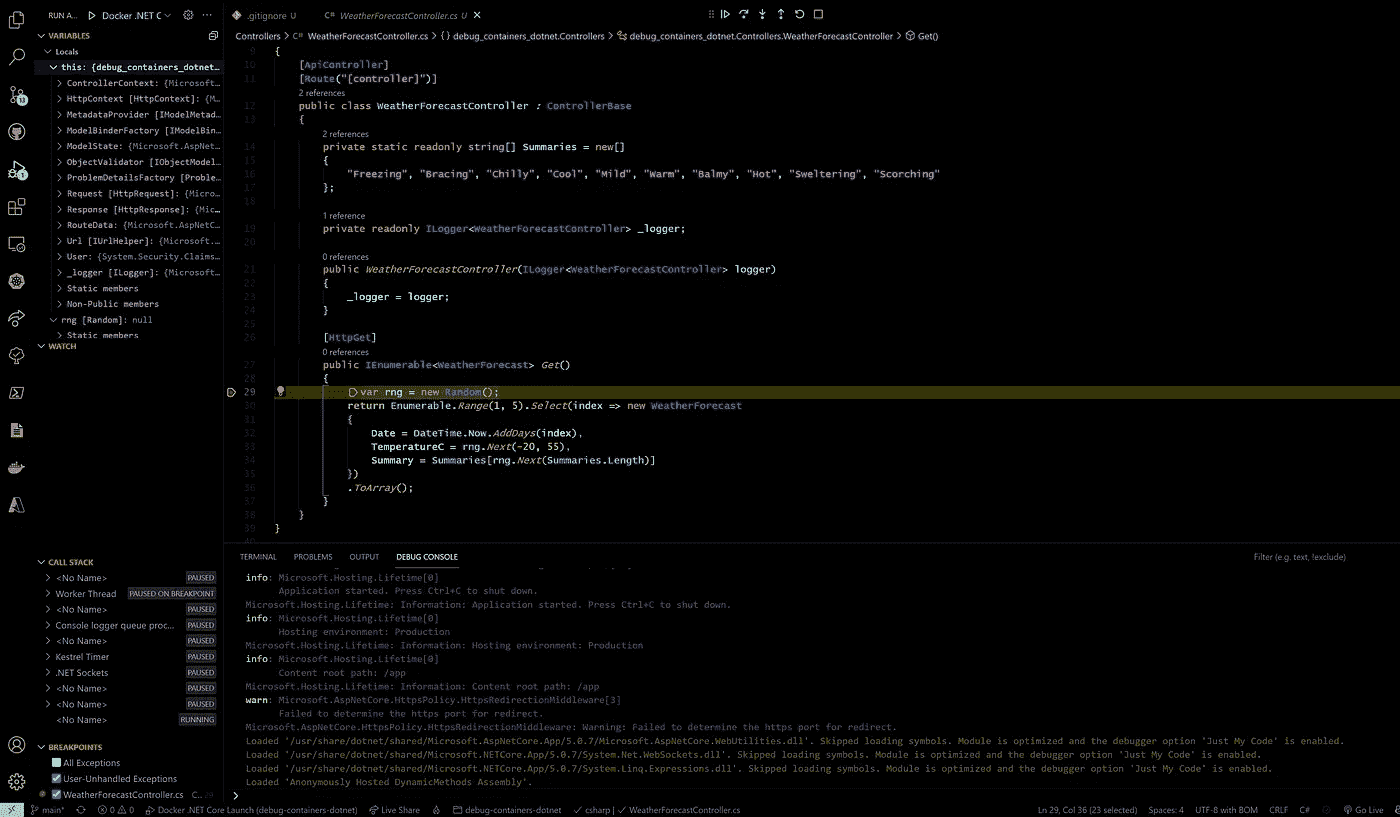 RUN A... Docker .NET C
.gitignore U
C# WeatherForecastController.cs U
VARIABLES
Locals
this: {debug_containers_dotnet...
ControllerContext: {Microsoft...
HttpContext [HttpContext]: {M...
MetadataProvider [IModelMetad...
ModelBinderFactory [IModelBin...
ModelState: {Microsoft.AspNet...
ObjectValidator [IObjectModel...
ProblemDetailsFactory [Proble...
Request [HttpRequest]: {Micro...
Response [HttpResponse]: {Mic...
RouteData: {Microsoft.AspNetC...
Url [IUrlHelper]: {Microsoft....
User: {System.Security.Claims...
_logger [ILogger]: {Microsoft...
Static members
Non-Public members
rng [Random]: null
Static members
WATCH
CALL STACK
<No Name> PAUSED
Worker Thread PAUSED ON BREAKPOINT
<No Name> PAUSED
Console logger queue proc... PAUSED
<No Name> PAUSED
Kestrel Timer PAUSED
.NET Sockets PAUSED
<No Name> PAUSED
<No Name> PAUSED
<No Name> RUNNING
BREAKPOINTS
All Exceptions
User-Unhandled Exceptions
WeatherForecastController.cs
13
1
Controllers > C# WeatherForecastController.cs > {} debug_containers_dotnet.Controllers > debug_containers_dotnet.Controllers.WeatherForecastController > Get()
9 {
10 [ApiController]
11 [Route("[controller]")]
2 references
12 public class WeatherForecastController : ControllerBase
13 {
2 references
14 private static readonly string[] Summaries = new[]
15 {
16 "Freezing", "Bracing", "Chilly", "Cool", "Mild", "Warm", "Balmy", "Hot", "Sweltering", "Scorching"
17 };
18
1 reference
19 private readonly ILogger<WeatherForecastController> _logger;
20
0 references
21 public WeatherForecastController(ILogger<WeatherForecastController> logger)
22 {
23 _logger = logger;
24 }
25
26 [HttpGet]
0 references
27 public IEnumerable<WeatherForecast> Get()
28 {
29 var rng = new Random();
30 return Enumerable.Range(1, 5).Select(index => new WeatherForecast
31 {
32 Date = DateTime.Now.AddDays(index),
33 TemperatureC = rng.Next(-20, 55),
34 Summary = Summaries[rng.Next(Summaries.Length)]
35 })
36 .ToArray();
37 }
38 }
39 }
TERMINAL PROBLEMS OUTPUT DEBUG CONSOLE Filter (e.g. text, !exclude)
info: Microsoft.Hosting.Lifetime[0]
Application started. Press Ctrl+C to shut down.
Microsoft.Hosting.Lifetime: Information: Application started. Press Ctrl+C to shut down.
info: Microsoft.Hosting.Lifetime[0]
Hosting environment: Production
Microsoft.Hosting.Lifetime: Information: Hosting environment: Production
info: Microsoft.Hosting.Lifetime[0]
Content root path: /app
Microsoft.Hosting.Lifetime: Information: Content root path: /app
warn: Microsoft.AspNetCore.HttpsPolicy.HttpsRedirectionMiddleware[3]
Failed to determine the https port for redirect.
Microsoft.AspNetCore.HttpsPolicy.HttpsRedirectionMiddleware: Warning: Failed to determine the https port for redirect.
Loaded '/usr/share/dotnet/shared/Microsoft.AspNetCore.App/5.0.7/Microsoft.AspNetCore.WebUtilities.dll'. Skipped loading symbols. Module is optimized and the debugger option 'Just My Code' is enabled.
Loaded '/usr/share/dotnet/shared/Microsoft.NETCore.App/5.0.7/System.Net.WebSockets.dll'. Skipped loading symbols. Module is optimized and the debugger option 'Just My Code' is enabled.
Loaded '/usr/share/dotnet/shared/Microsoft.NETCore.App/5.0.7/System.Linq.Expressions.dll'. Skipped loading symbols. Module is optimized and the debugger option 'Just My Code' is enabled.
Loaded 'Anonymously Hosted DynamicMethods Assembly'.
main* 0 0 Docker .NET Core Launch (debug-containers-dotnet) Live Share debug-containers-dotnet csharp | WeatherForecastController.cs Ln 29, Col 36 (23 selected) Spaces: 4 UTF-8 with BOM CRLF C# Go Live